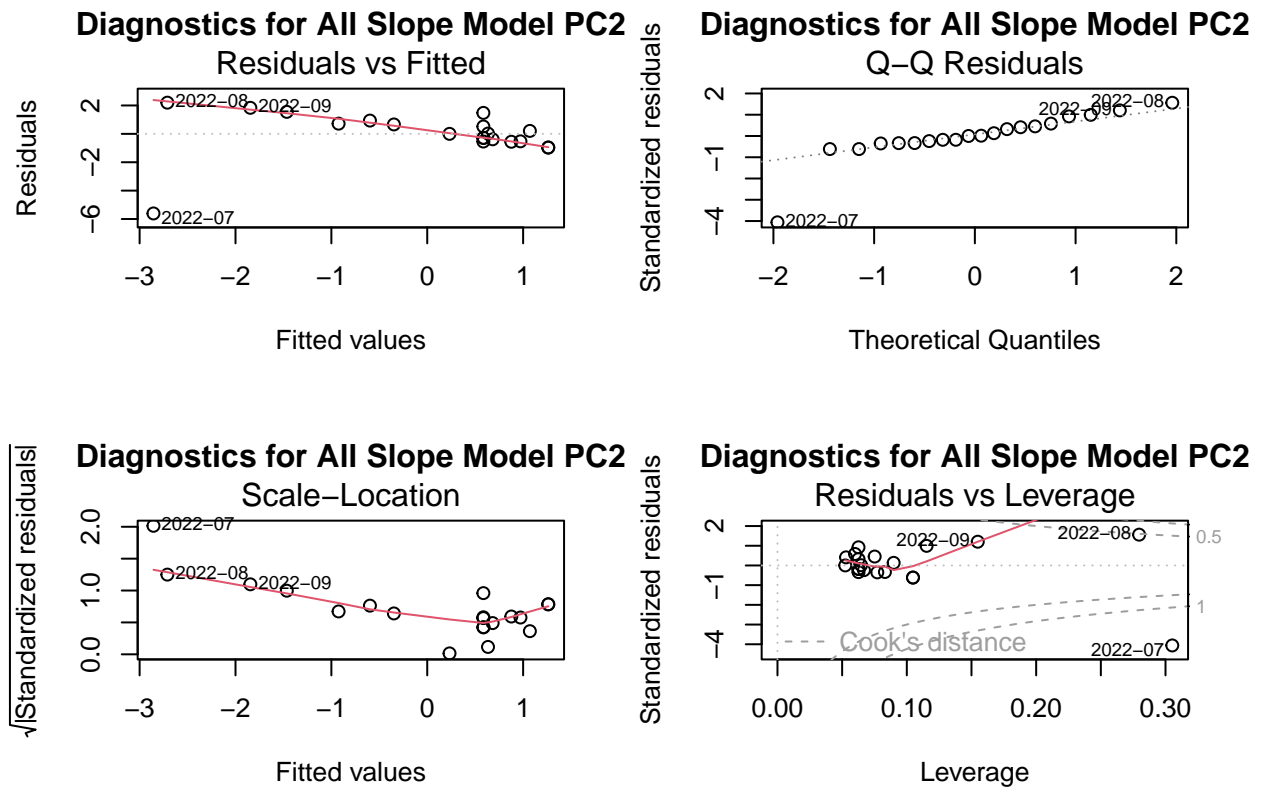 Diagnostics for All Slope Model PC2
Residuals vs Fitted
Residuals
2
−2
−6
2022−08
2022−09
2022−07
−3 −2 −1 0 1
Fitted values
Diagnostics for All Slope Model PC2
Q−Q Residuals
Standardized residuals
2
−1
−4
2022−08
2022−09
2022−07
−2 −1 0 1 2
Theoretical Quantiles
Diagnostics for All Slope Model PC2
Scale−Location
√|Standardized residuals|
2.0
1.0
0.0
2022−07
2022−08
2022−09
−3 −2 −1 0 1
Fitted values
Diagnostics for All Slope Model PC2
Residuals vs Leverage
Standardized residuals
2
−1
−4
2022−09
2022−08
0.5
1
Cook's distance
2022−07
0.00 0.10 0.20 0.30
Leverage